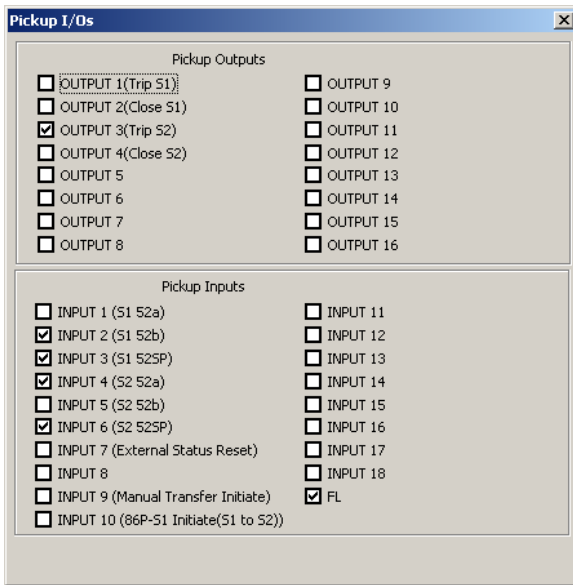 Pickup I/Os
Pickup Outputs
OUTPUT 1(Trip S1)
OUTPUT 2(Close S1)
OUTPUT 3(Trip S2)
OUTPUT 4(Close S2)
OUTPUT 5
OUTPUT 6
OUTPUT 7
OUTPUT 8
OUTPUT 9
OUTPUT 10
OUTPUT 11
OUTPUT 12
OUTPUT 13
OUTPUT 14
OUTPUT 15
OUTPUT 16
Pickup Inputs
INPUT 1 (S1 52a)
INPUT 2 (S1 52b)
INPUT 3 (S1 52SP)
INPUT 4 (S2 52a)
INPUT 5 (S2 52b)
INPUT 6 (S2 52SP)
INPUT 7 (External Status Reset)
INPUT 8
INPUT 9 (Manual Transfer Initiate)
INPUT 10 (86P-S1 Initiate(S1 to S2))
INPUT 11
INPUT 12
INPUT 13
INPUT 14
INPUT 15
INPUT 16
INPUT 17
INPUT 18
FL